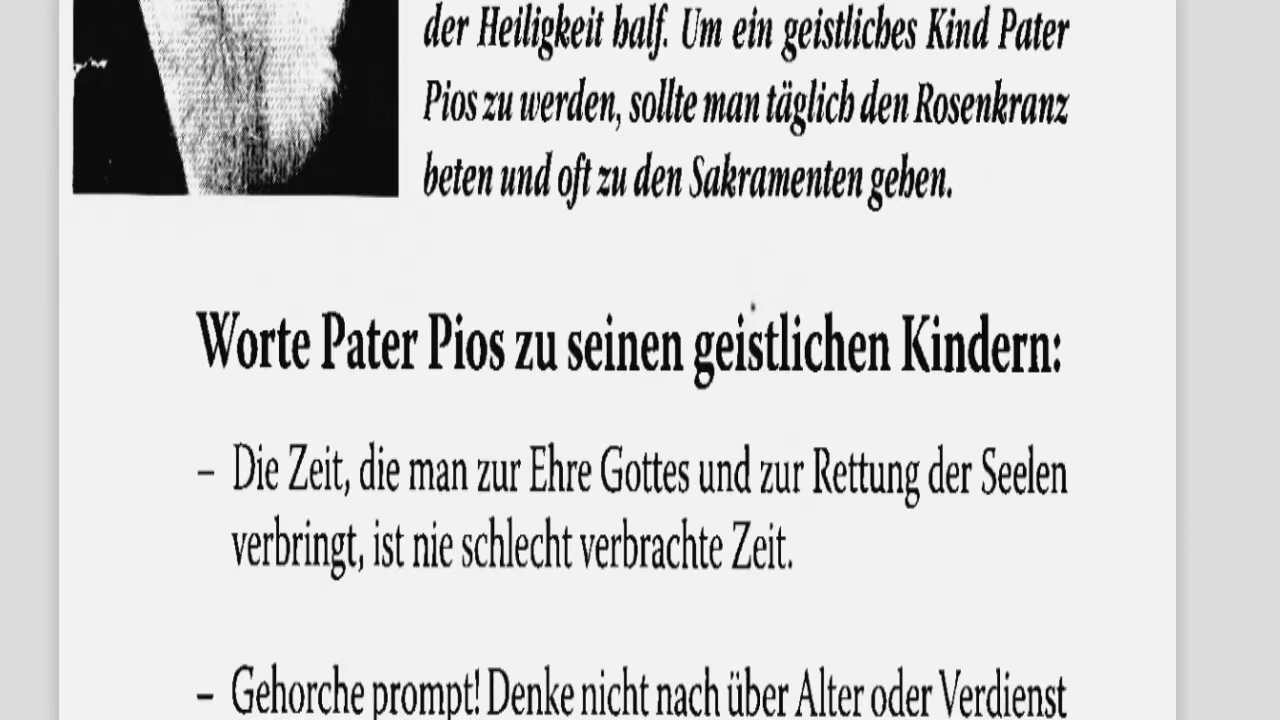 der Heiligkeit half. Um ein geistliches Kind Pater
Pios zu werden, sollte man täglich den Rosenkranz
beten und oft zu den Sakramenten gehen.
Worte Pater Pios zu seinen geistlichen Kindern:
– Die Zeit, die man zur Ehre Gottes und zur Rettung der Seelen
verbringt, ist nie schlecht verbrachte Zeit.
– Gehorche prompt! Denke nicht nach über Alter oder Verdienst